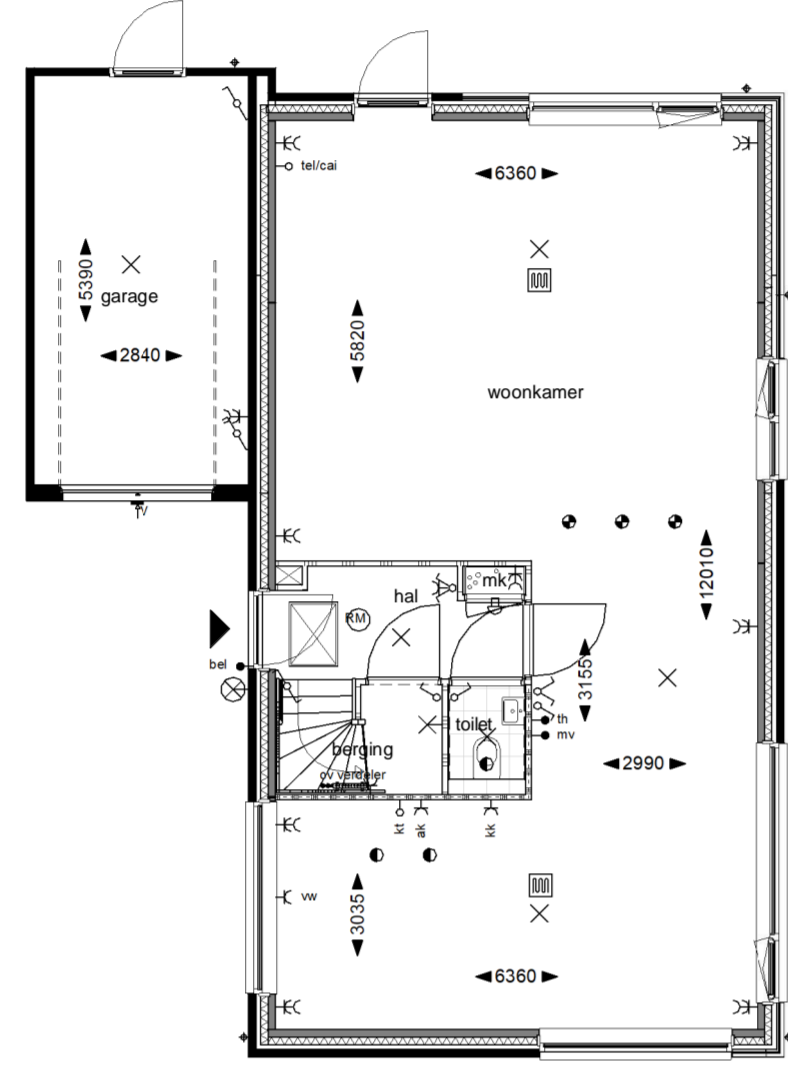 tel/cai
6360
5390
garage
5820
2840
woonkamer
V
12010
mk
hal
RM
bel
3155
toilet
th
mv
berging
2990
cv verdeler
kt
ak
kk
vw
3035
6360